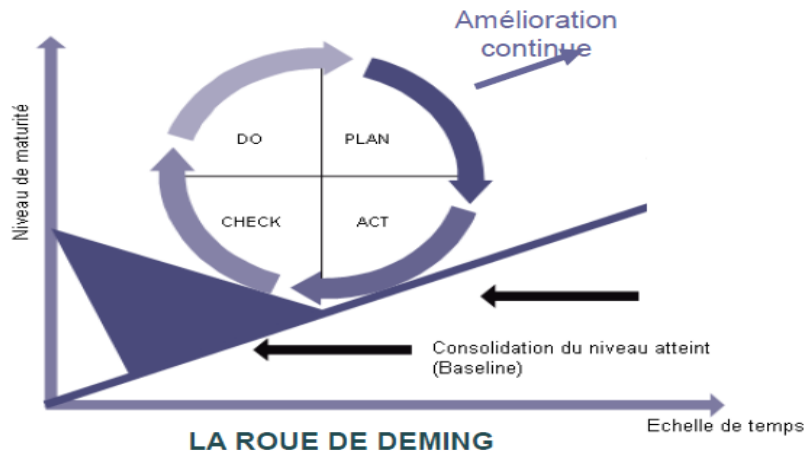 Amélioration
continue
Niveau de maturité
DO
PLAN
CHECK
ACT
Consolidation du niveau atteint
(Baseline)
Echelle de temps
LA ROUE DE DEMING